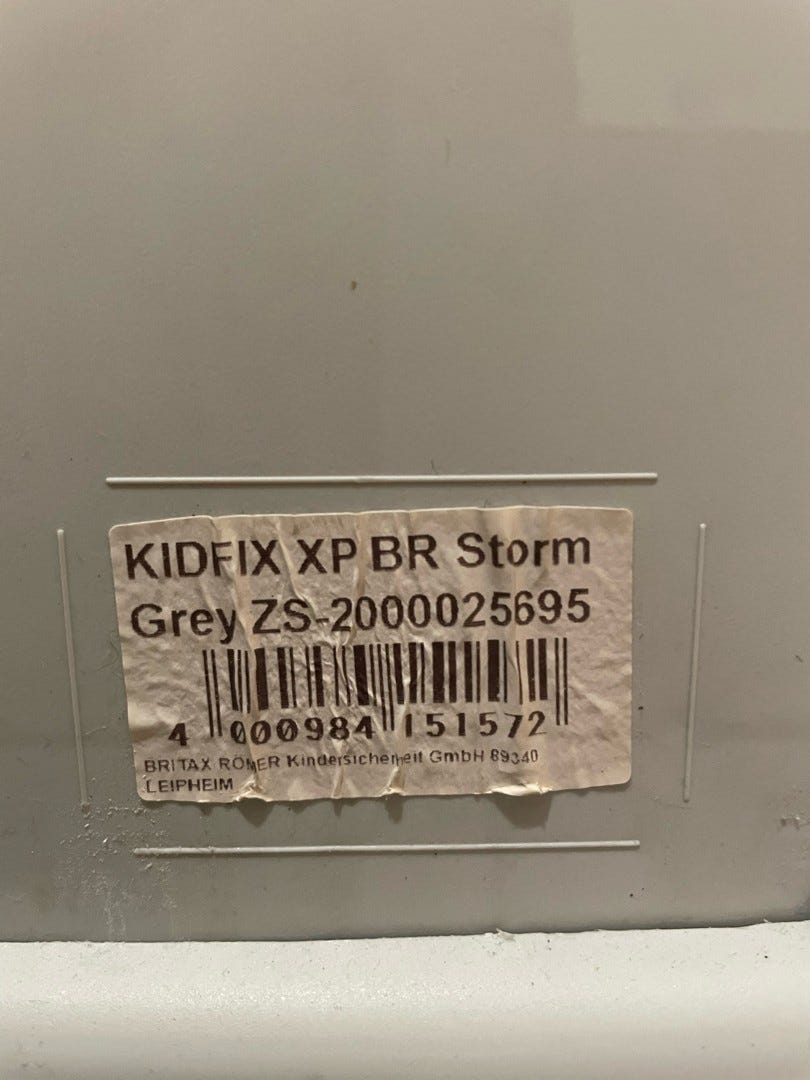 KIDFIX XP BR Storm
Grey ZS-2000025695
4 000984 151572
BRITAX RÖMER Kindersicherheit GmbH 89340
LEIPHEIM